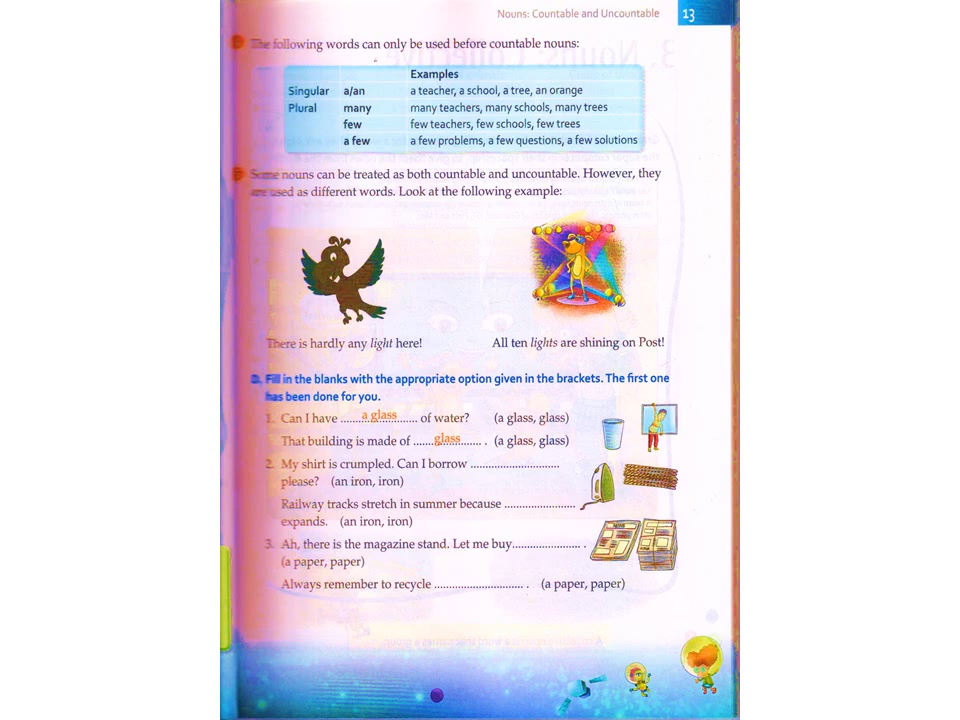 Nouns: Countable and Uncountable 13
The following words can only be used before countable nouns:
Examples
Singular a/an a teacher, a school, a tree, an orange
Plural many many teachers, many schools, many trees
few few teachers, few schools, few trees
a few a few problems, a few questions, a few solutions
Some nouns can be treated as both countable and uncountable. However, they
are used as different words. Look at the following example:
There is hardly any light here!
All ten lights are shining on Post!
D. Fill in the blanks with the appropriate option given in the brackets. The first one
has been done for you.
1. Can I have ..........a glass.......... of water? (a glass, glass)
That building is made of .......glass........ . (a glass, glass)
2. My shirt is crumpled. Can I borrow ..............................
please? (an iron, iron)
Railway tracks stretch in summer because ........................
expands. (an iron, iron)
3. Ah, there is the magazine stand. Let me buy....................... .
(a paper, paper)
Always remember to recycle .............................. . (a paper, paper)